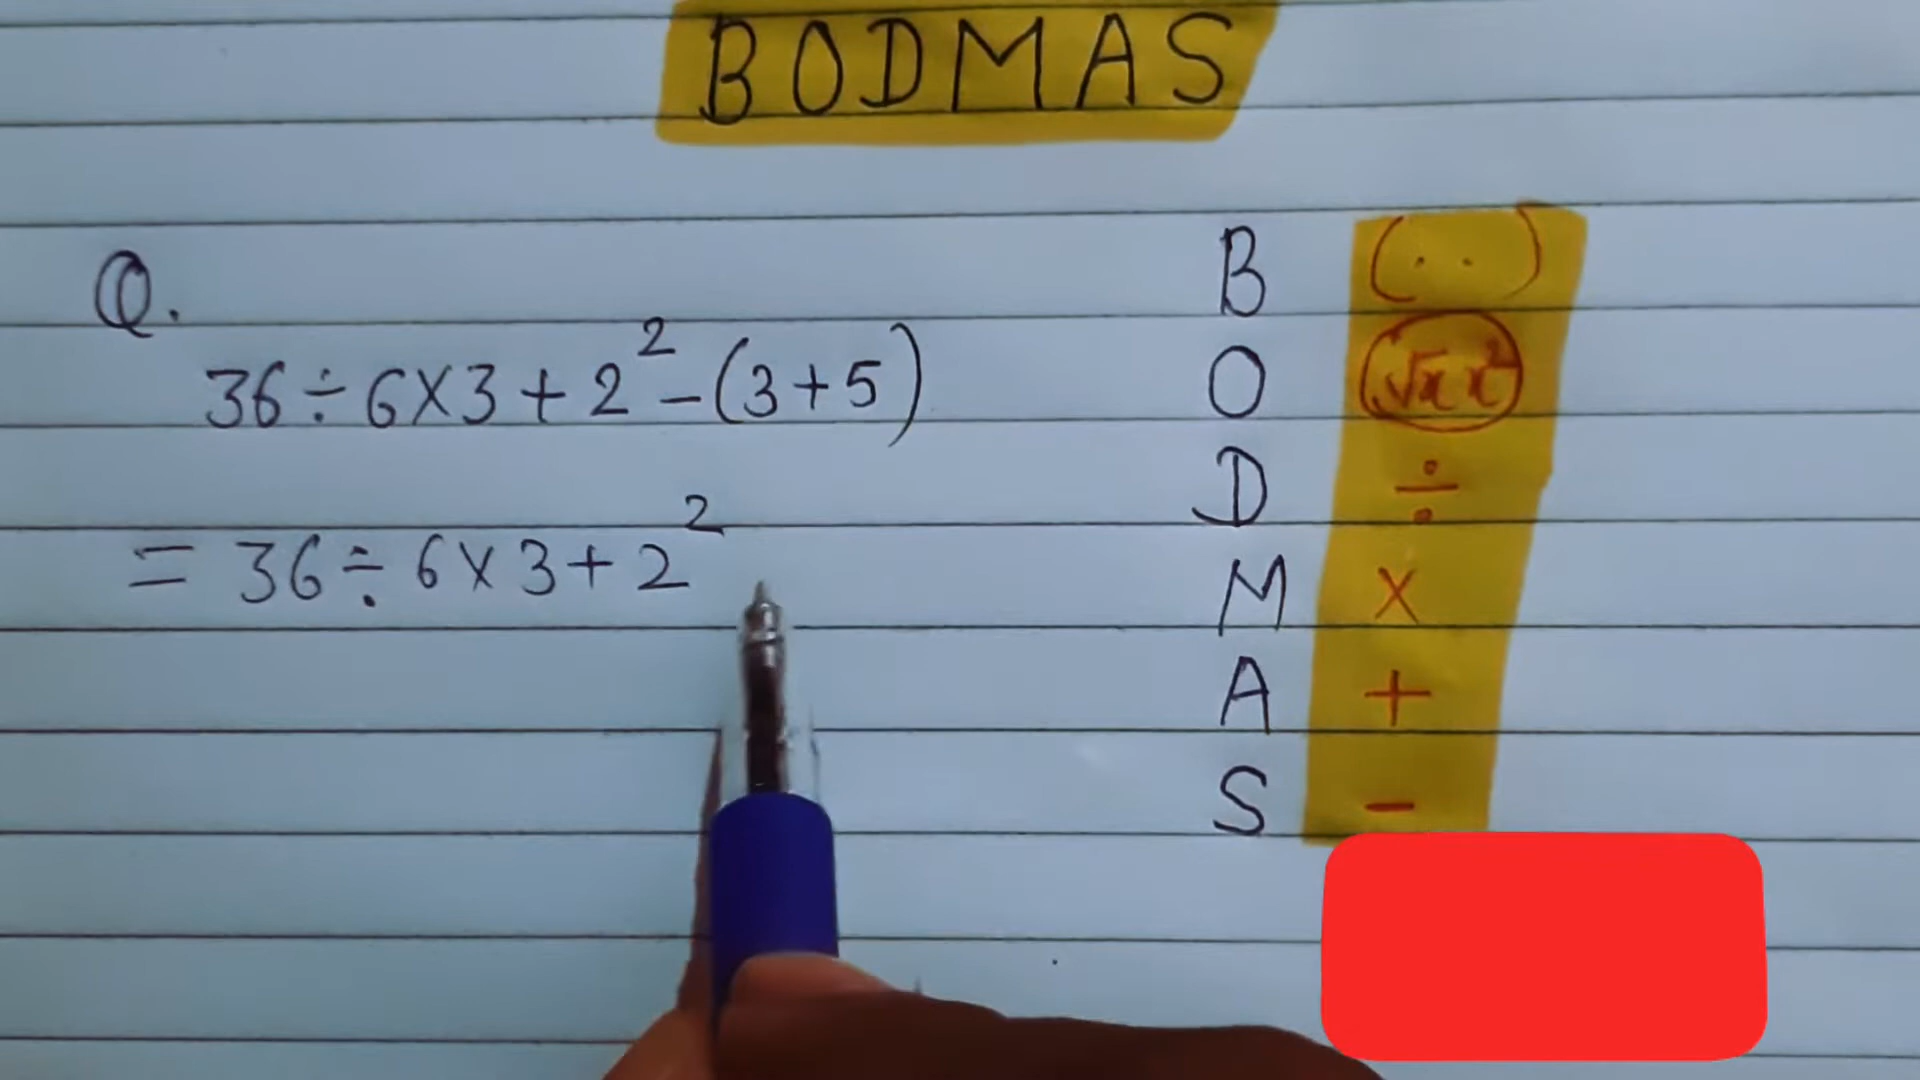 BODMAS
Q.
36÷6×3+2²-(3+5)
=36÷6×3+2²
B (..)
O √x x²
D ÷
M ×
A +
S -